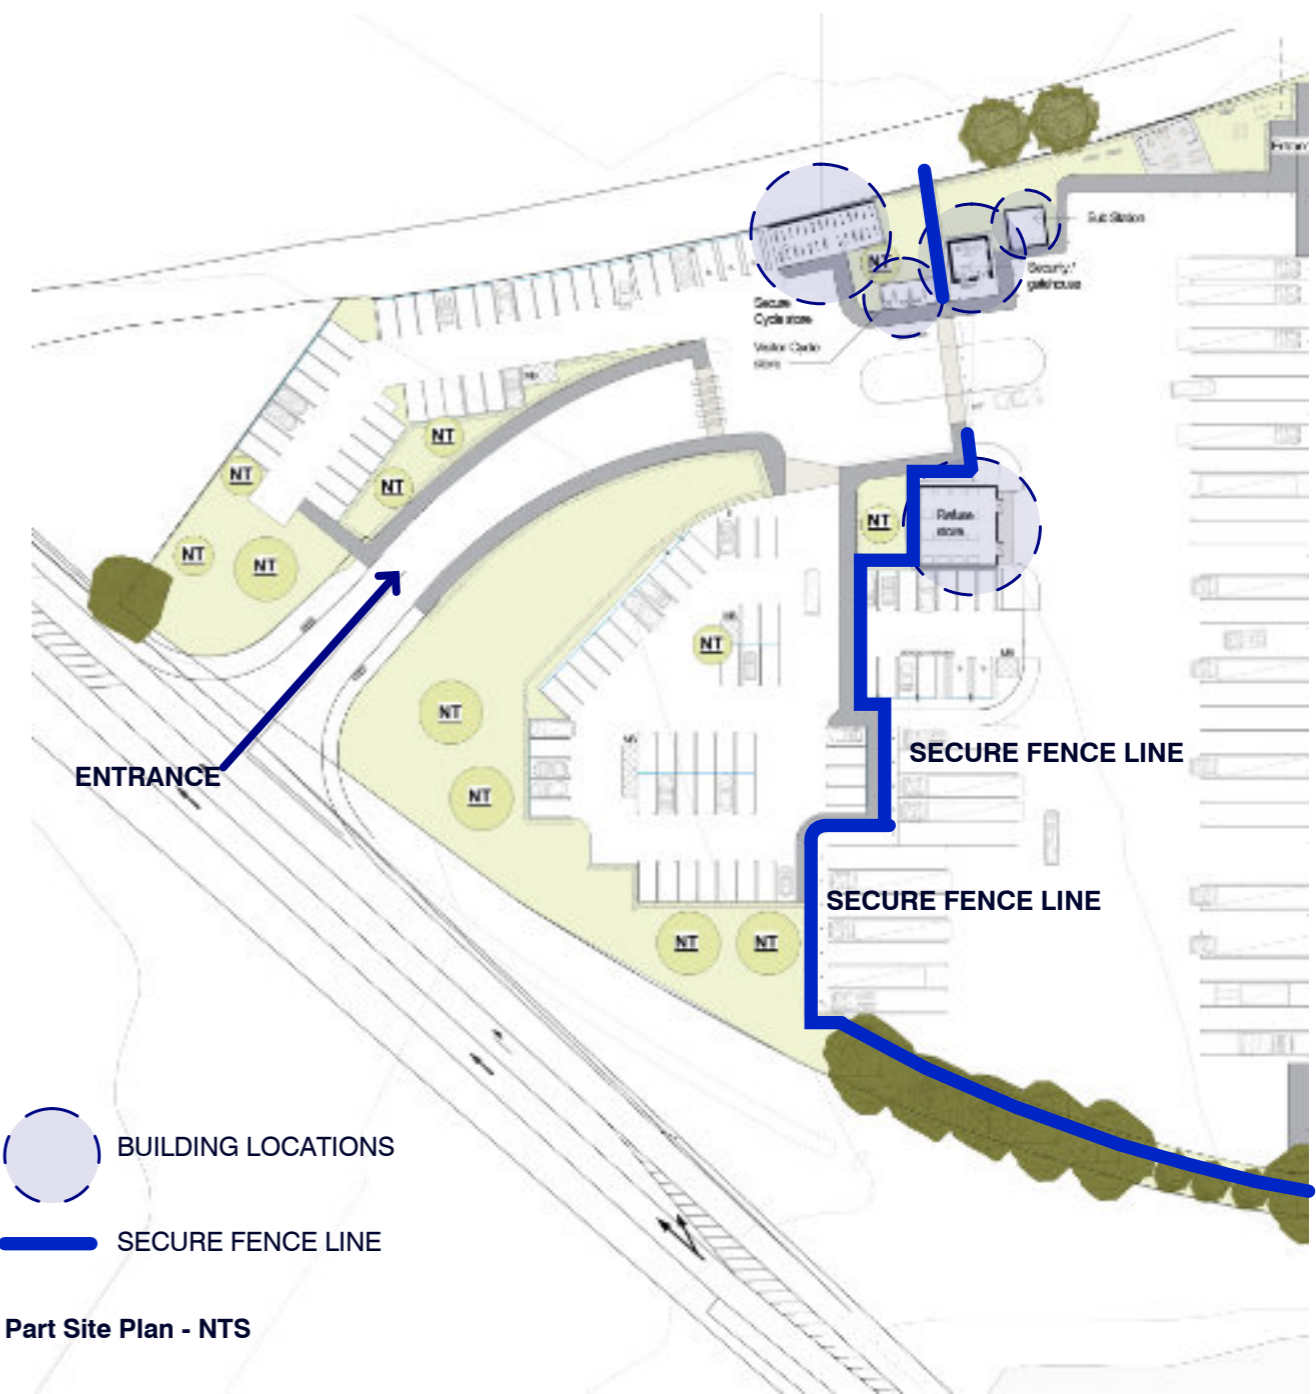 Entran
Sub Station
Security /
gatehouse
NT
Secure
Cycle store
Visitor Cycle
store
NT
NT
NT
NT
NT
NT
NT
Refuse
store
NT
NT
SECURE FENCE LINE
ENTRANCE
NT
SECURE FENCE LINE
NT
NT
BUILDING LOCATIONS
SECURE FENCE LINE
Part Site Plan - NTS